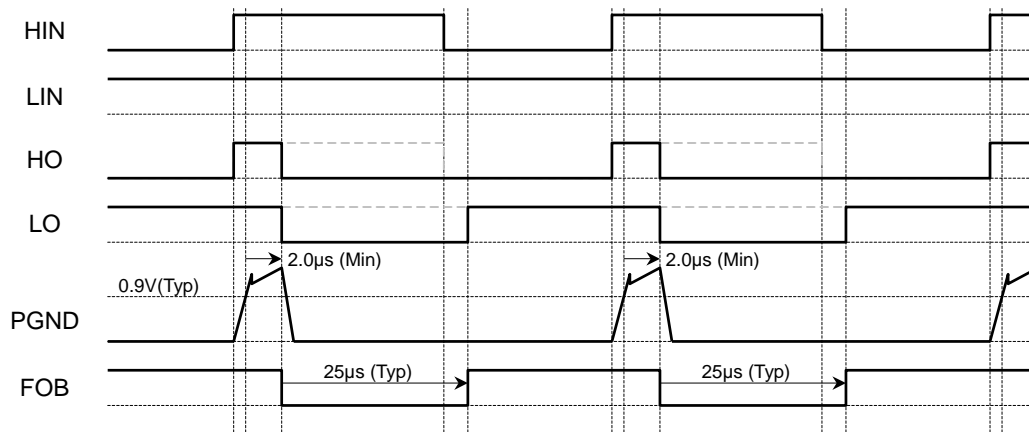 HIN
LIN
HO
LO
2.0µs (Min)
2.0µs (Min)
0.9V(Typ)
PGND
25µs (Typ)
25µs (Typ)
FOB